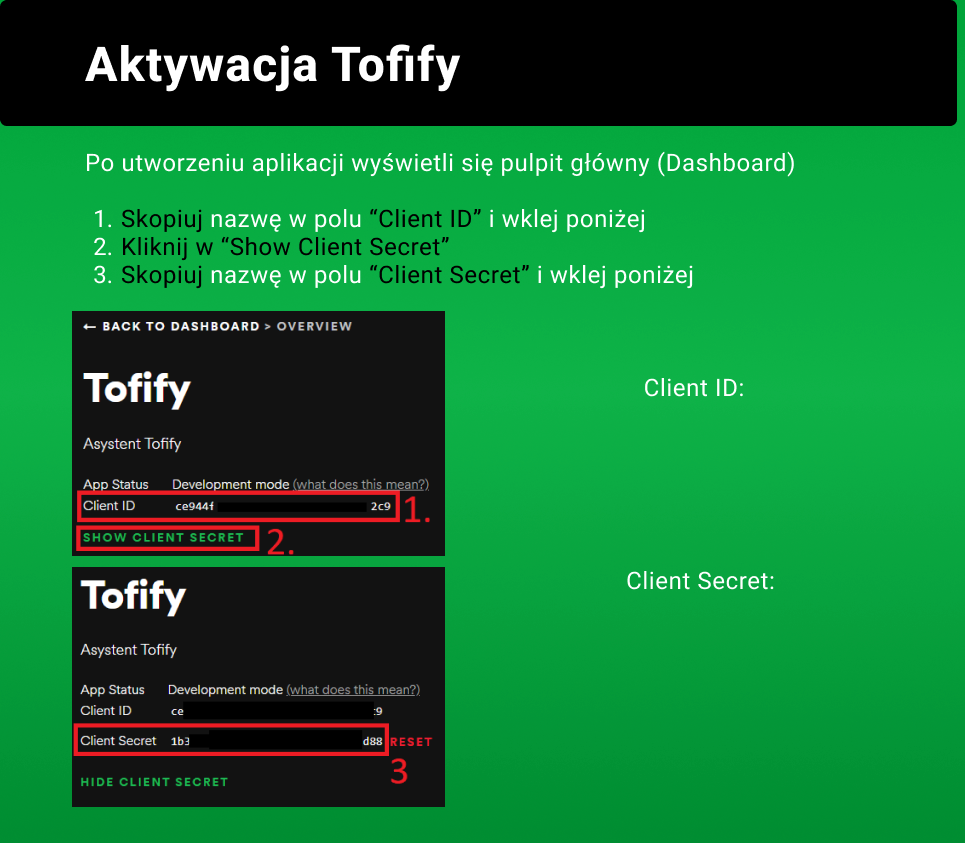 Aktywacja Tofify
Po utworzeniu aplikacji wyświetli się pulpit główny (Dashboard)
1. Skopiuj nazwę w polu “Client ID” i wklej poniżej
2. Kliknij w “Show Client Secret”
3. Skopiuj nazwę w polu “Client Secret” i wklej poniżej
← BACK TO DASHBOARD > OVERVIEW
Tofify
Asystent Tofify
App Status Development mode (what does this mean?)
Client ID ce944f 2c9 1.
SHOW CLIENT SECRET 2.
Tofify
Asystent Tofify
App Status Development mode (what does this mean?)
Client ID ce :9
Client Secret 1b3 d88 RESET
3
HIDE CLIENT SECRET
Client ID:
Client Secret: